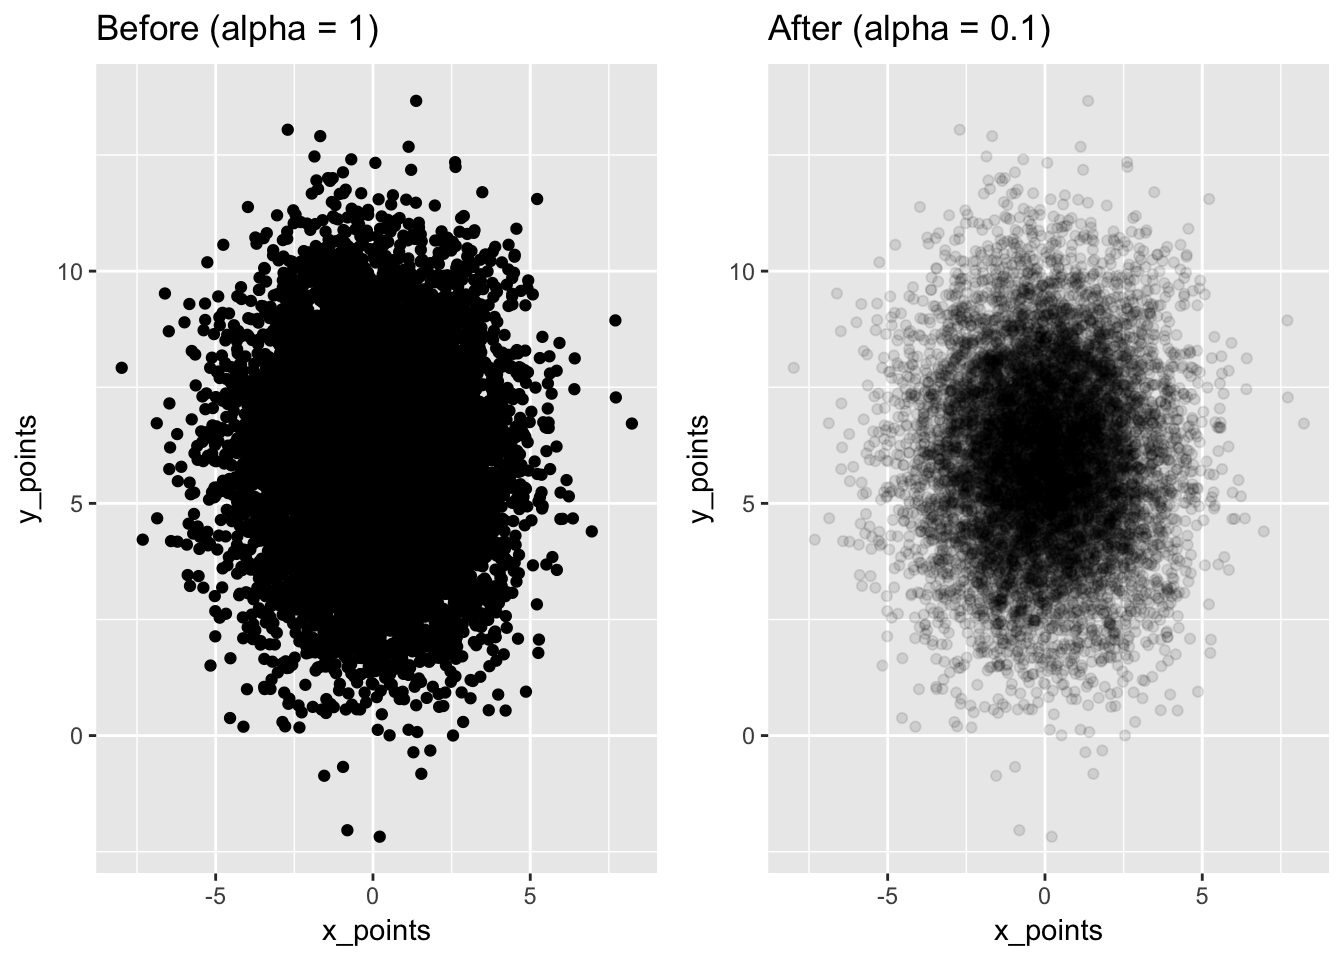 Before (alpha = 1)
y_points
10
5
0
-5
0
5
x_points
After (alpha = 0.1)
y_points
10
5
0
-5
0
5
x_points